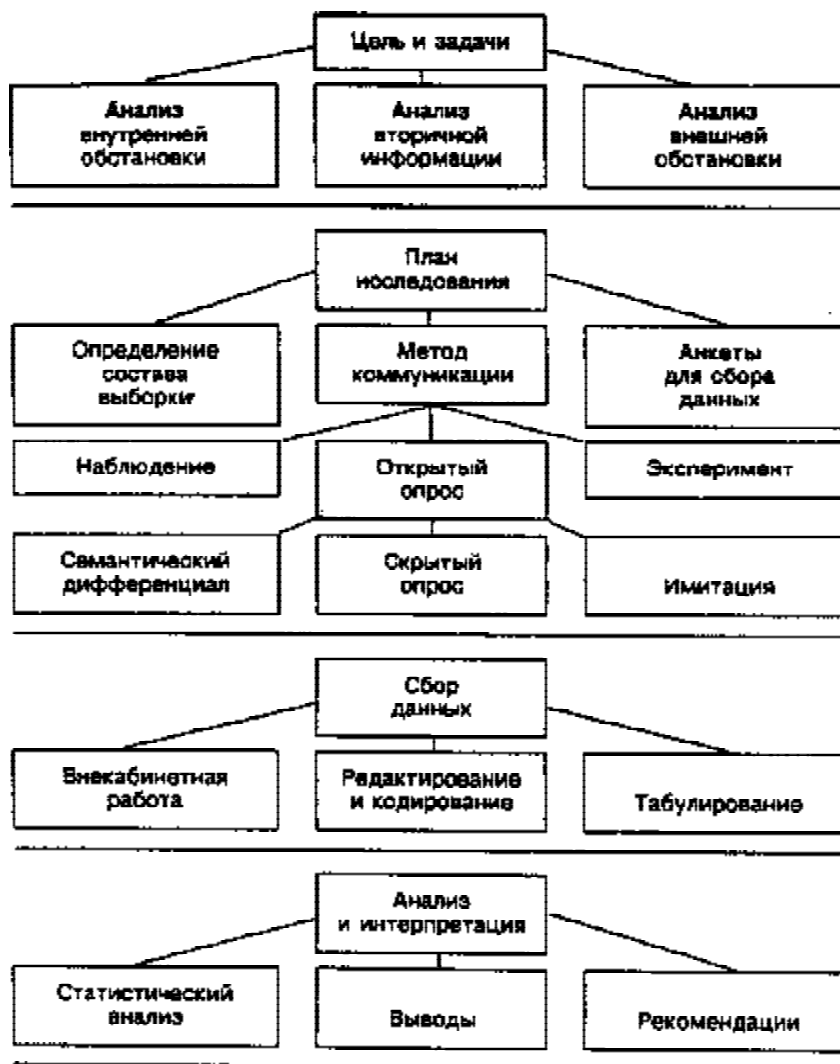 Цель и задачи
Анализ
внутренней
обстановки
Анализ
вторичной
информации
Анализ
внешней
обстановки
План
исследования
Определение
состава
выборки
Метод
коммуникации
Анкеты
для сбора
данных
Наблюдение
Открытый
опрос
Эксперимент
Семантический
дифференциал
Скрытый
опрос
Имитация
Сбор
данных
Внекабинетная
работа
Редактирование
и кодирование
Табулирование
Анализ
и интерпретация
Статистический
анализ
Выводы
Рекомендации